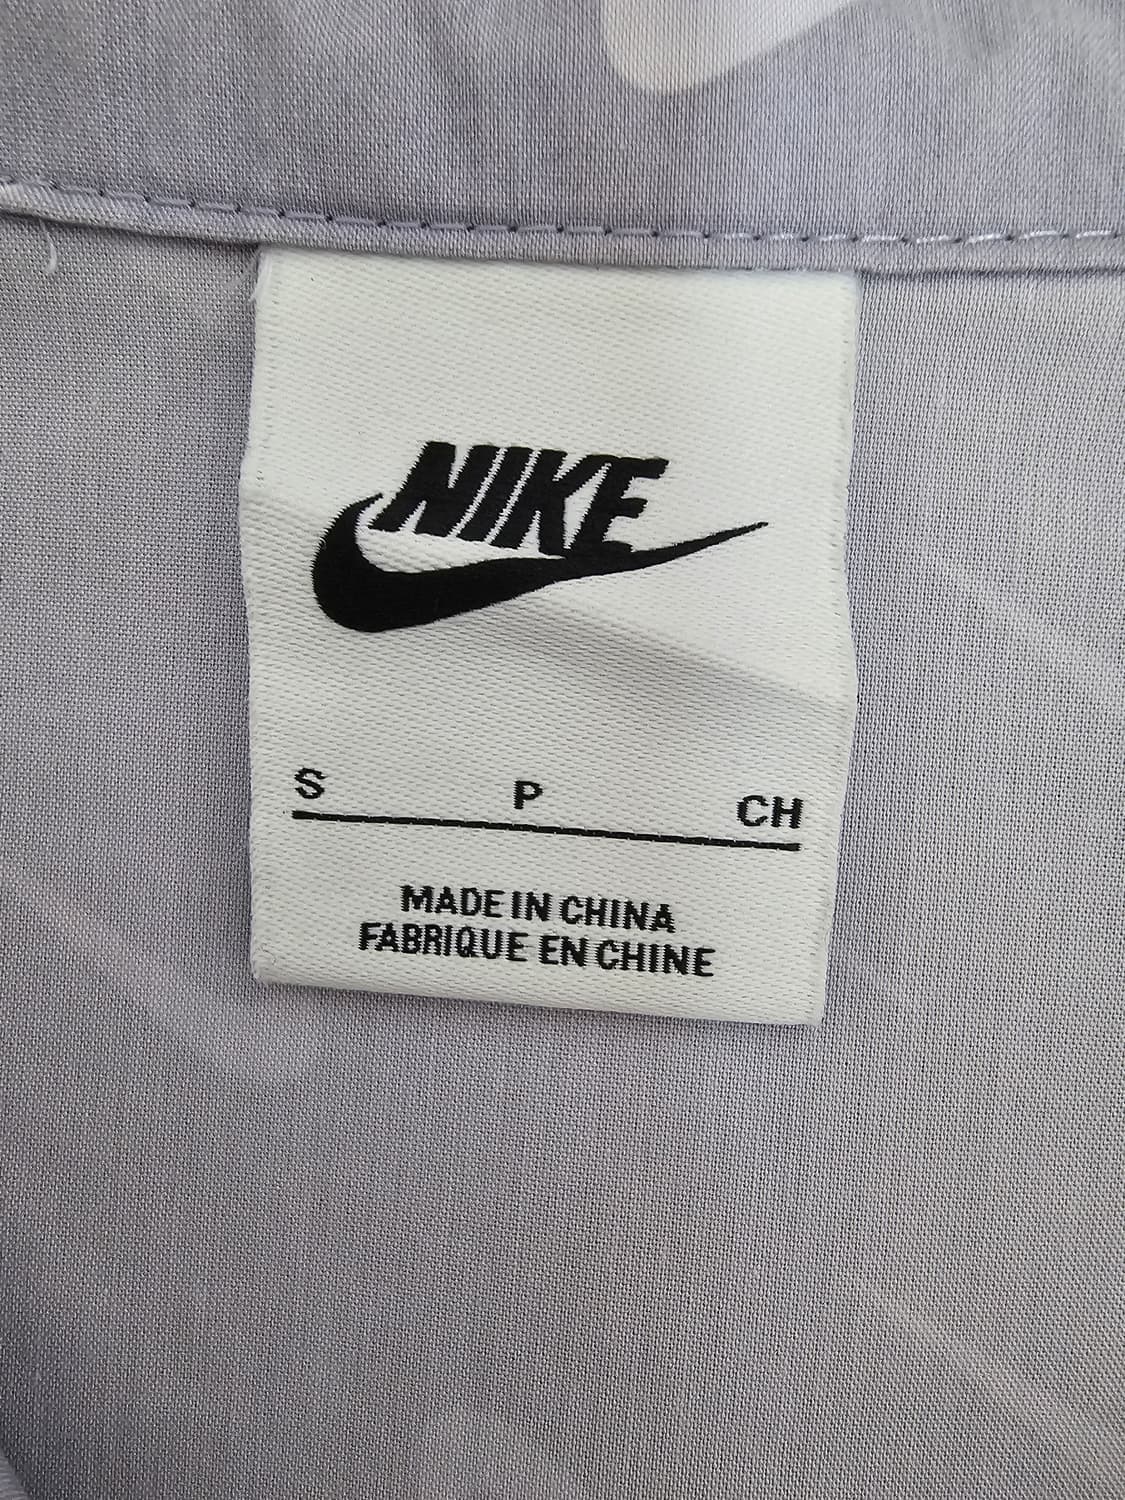 NIKE
S P CH
MADE IN CHINA
FABRIQUE EN CHINE